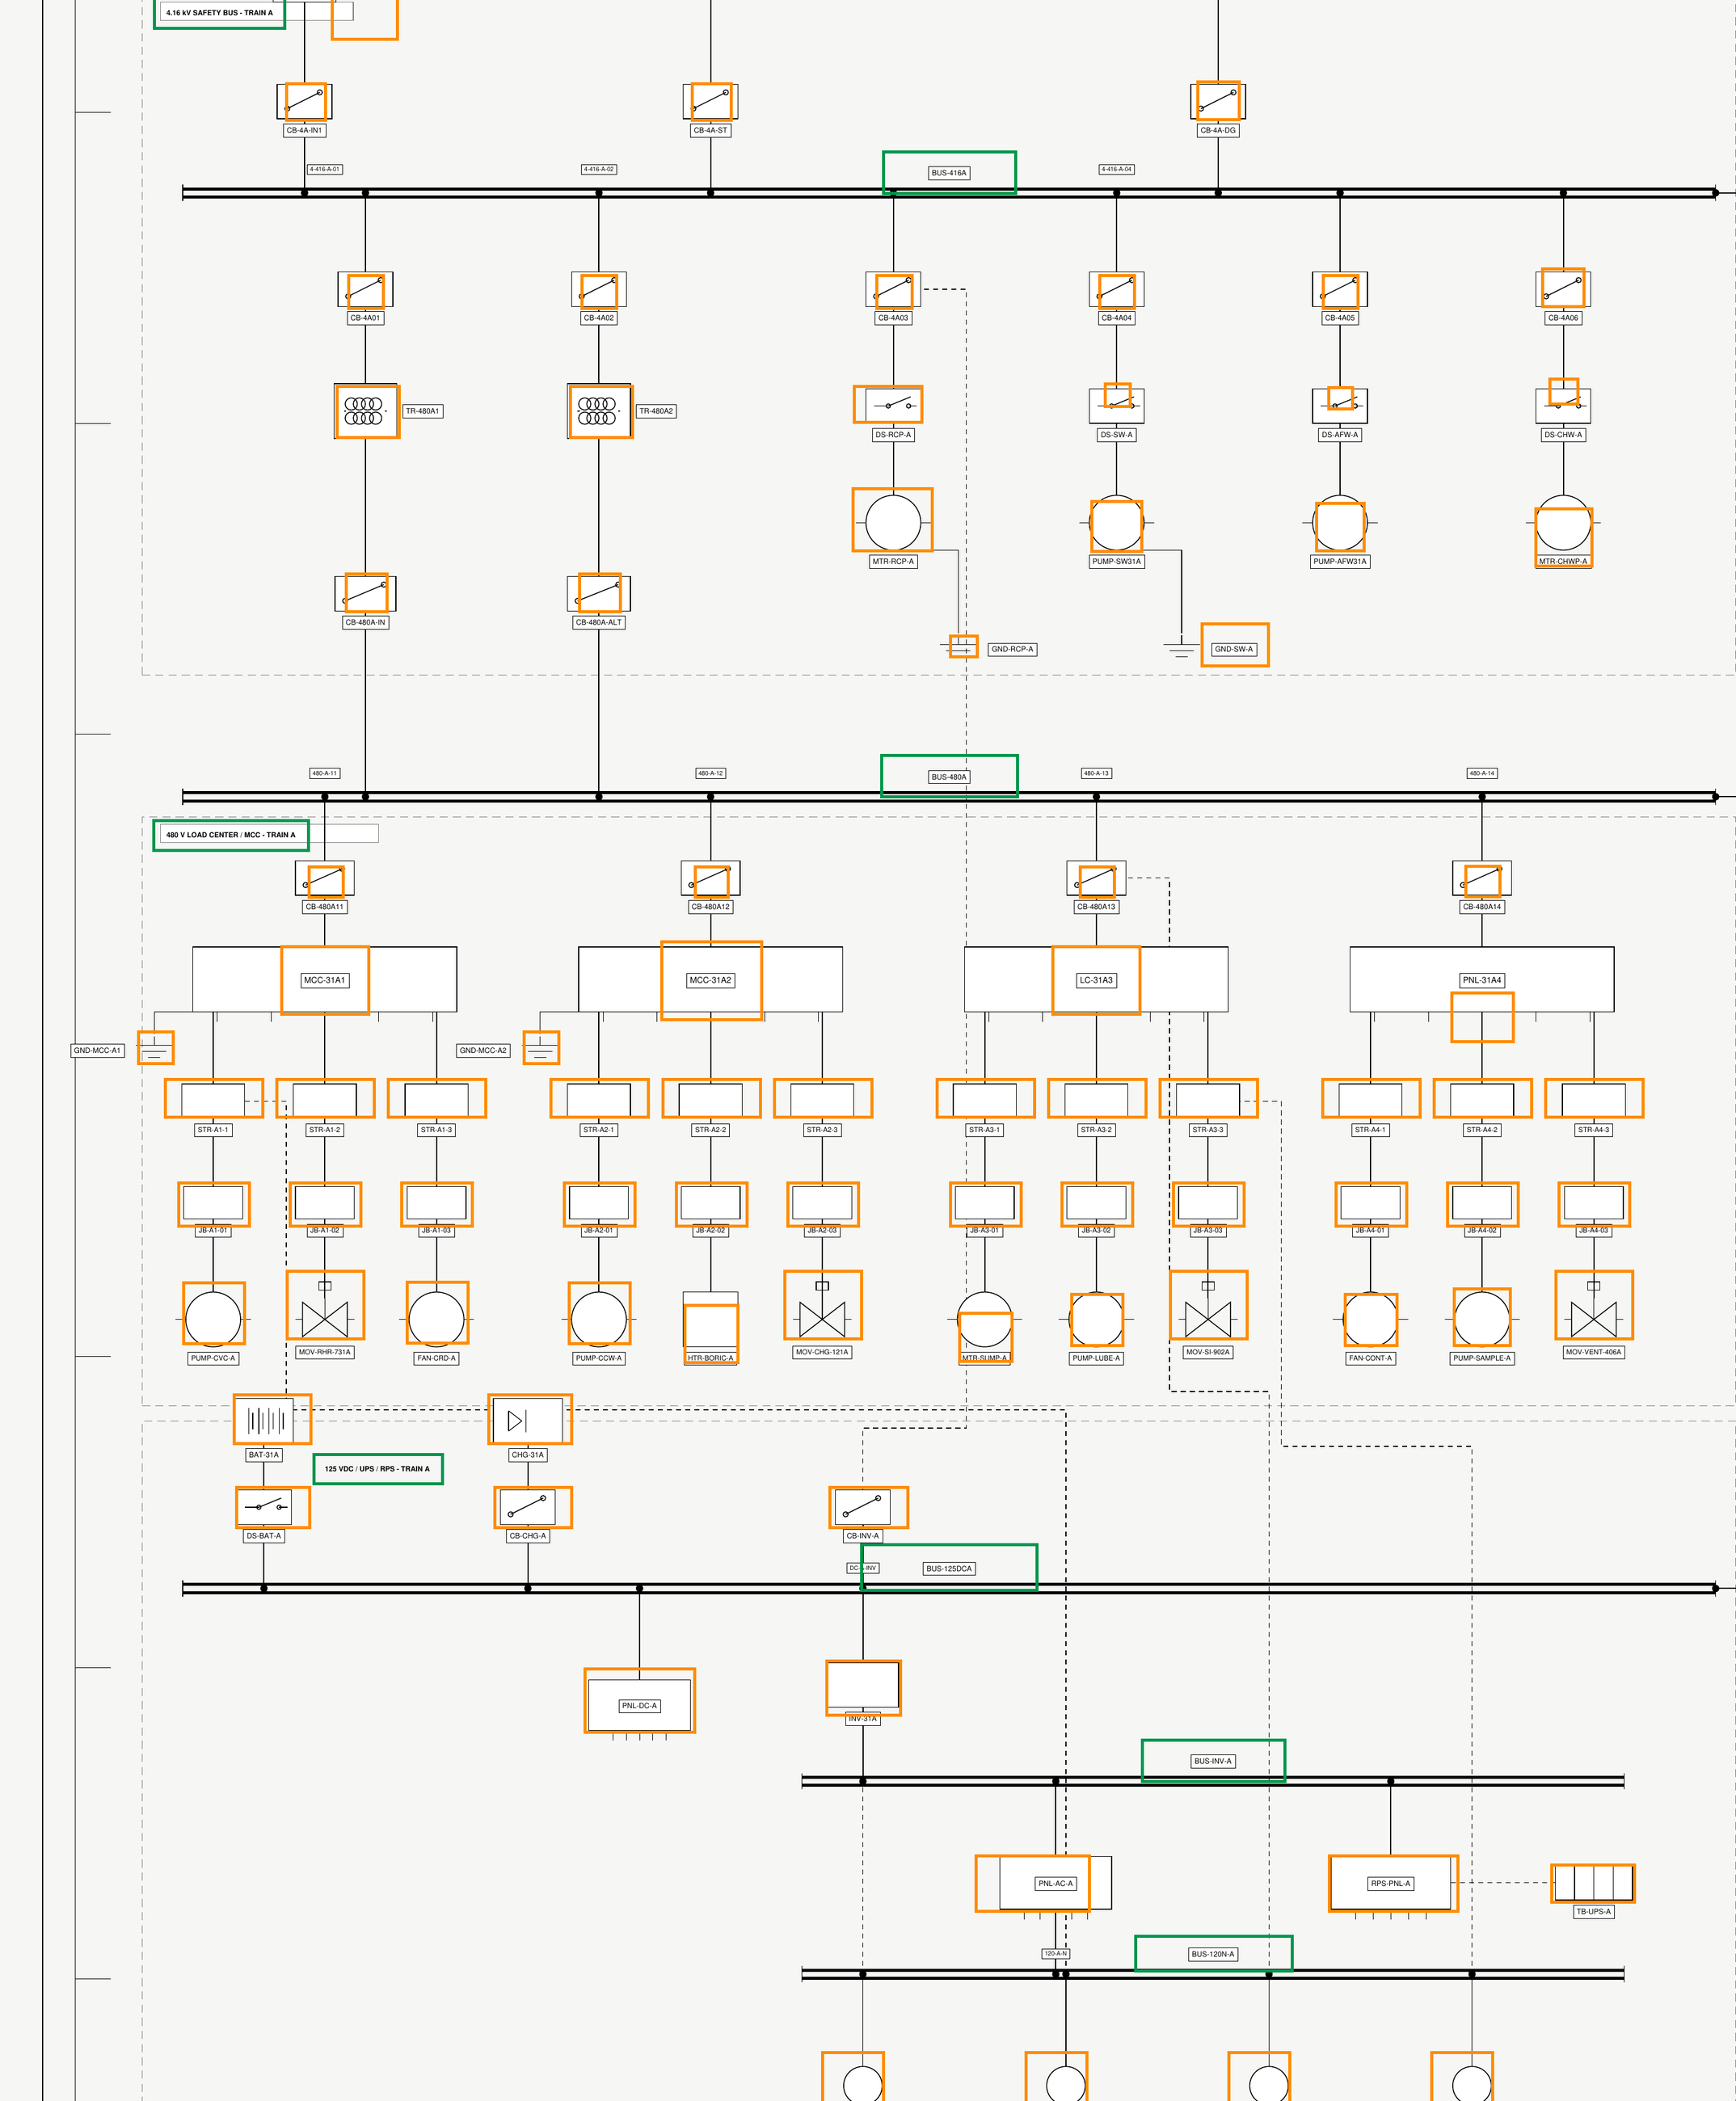 4.16 kV SAFETY BUS - TRAIN A
CB-4A-IN1
CB-4A-ST
CB-4A-DG
4-416-A-01
4-416-A-02
BUS-416A
4-416-A-04
CB-4A01
CB-4A02
CB-4A03
CB-4A04
CB-4A05
CB-4A06
TR-480A1
TR-480A2
DS-RCP-A
DS-SW-A
DS-AFW-A
DS-CHW-A
MTR-RCP-A
PUMP-SW31A
PUMP-AFW31A
MTR-CHWP-A
CB-480A-IN
CB-480A-ALT
GND-RCP-A
GND-SW-A
480-A-11
480-A-12
BUS-480A
480-A-13
480-A-14
480 V LOAD CENTER / MCC - TRAIN A
CB-480A11
CB-480A12
CB-480A13
CB-480A14
MCC-31A1
MCC-31A2
LC-31A3
PNL-31A4
GND-MCC-A1
GND-MCC-A2
STR-A1-1
STR-A1-2
STR-A1-3
STR-A2-1
STR-A2-2
STR-A2-3
STR-A3-1
STR-A3-2
STR-A3-3
STR-A4-1
STR-A4-2
STR-A4-3
JB-A1-01
JB-A1-02
JB-A1-03
JB-A2-01
JB-A2-02
JB-A2-03
JB-A3-01
JB-A3-02
JB-A3-03
JB-A4-01
JB-A4-02
JB-A4-03
PUMP-CVC-A
MOV-RHR-731A
FAN-CRD-A
PUMP-CCW-A
HTR-BORIC-A
MOV-CHG-121A
MTR-SUMP-A
PUMP-LUBE-A
MOV-SI-902A
FAN-CONT-A
PUMP-SAMPLE-A
MOV-VENT-406A
BAT-31A
CHG-31A
125 VDC / UPS / RPS - TRAIN A
DS-BAT-A
CB-CHG-A
CB-INV-A
BUS-125DCA
PNL-DC-A
INV-31A
BUS-INV-A
PNL-AC-A
RPS-PNL-A
TB-UPS-A
120-A-N
BUS-120N-A